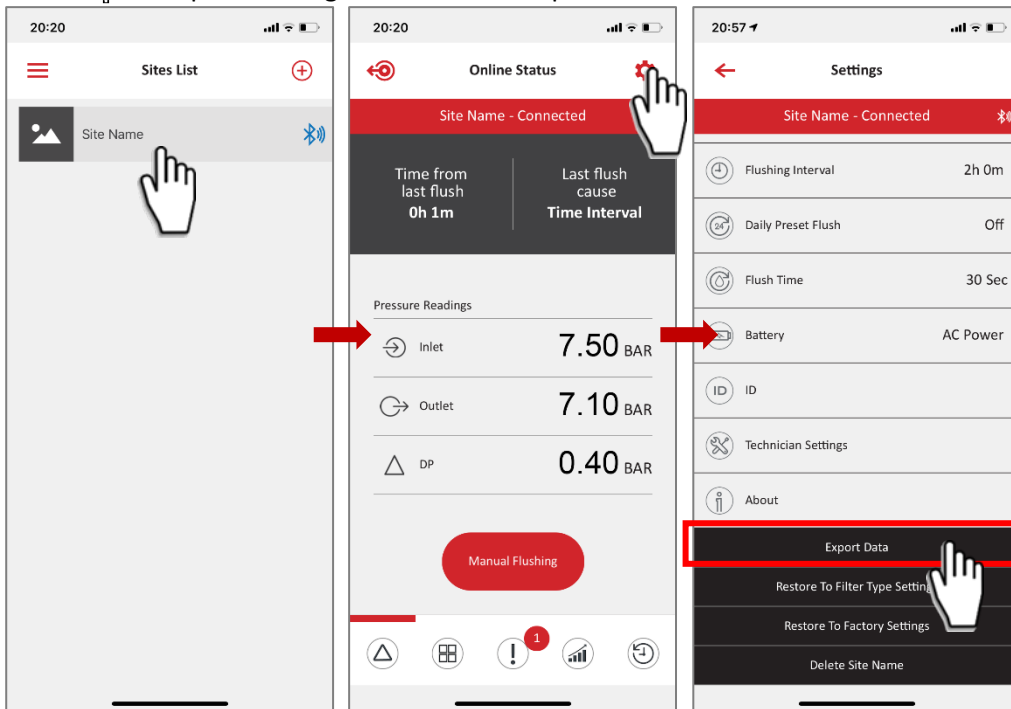 20:20
Sites List
Site Name
20:20
Online Status
Site Name - Connected
Time from
last flush
0h 1m
Last flush
cause
Time Interval
Pressure Readings
Inlet
7.50 BAR
Outlet
7.10 BAR
DP
0.40 BAR
Manual Flushing
1
20:57
Settings
Site Name - Connected
Flushing Interval
2h 0m
24
Daily Preset Flush
Off
Flush Time
30 Sec
Battery
AC Power
ID
ID
Technician Settings
About
Export Data
Restore To Filter Type
Restore To Factory Settings
Delete Site Name